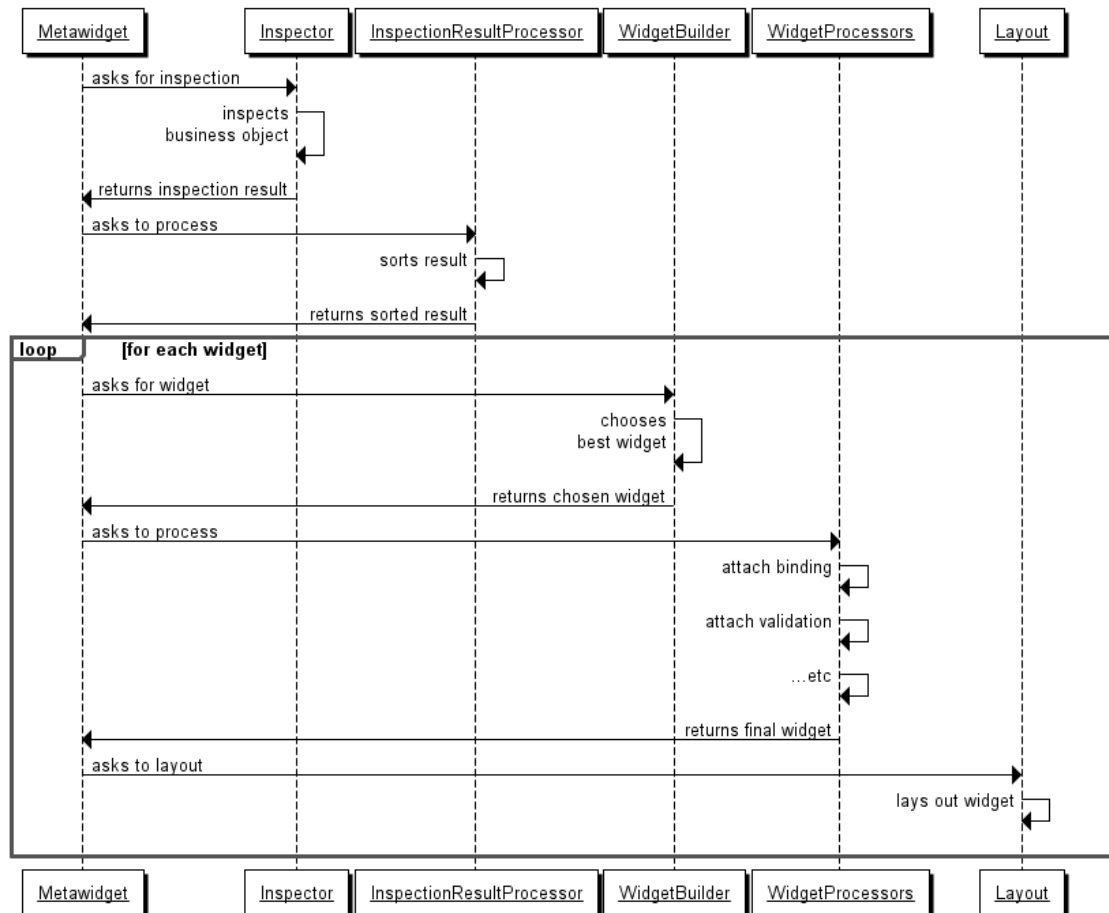 Metawidget Inspector InspectionResultProcessor WidgetBuilder WidgetProcessors Layout
asks for inspection
inspects
business object
returns inspection result
asks to process
sorts result
returns sorted result
loop [for each widget]
asks for widget
chooses
best widget
returns chosen widget
asks to process
attach binding
attach validation
...etc
returns final widget
asks to layout
lays out widget
Metawidget Inspector InspectionResultProcessor WidgetBuilder WidgetProcessors Layout